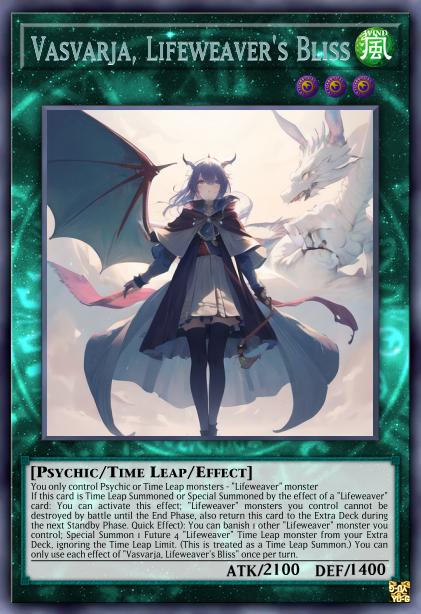 Vasvarja, Lifeweaver's Bliss
WIND
風
[Psychic/Time Leap/Effect]
You only control Psychic or Time Leap monsters - "Lifeweaver" monster
If this card is Time Leap Summoned or Special Summoned by the effect of a "Lifeweaver"
card: You can activate this effect; "Lifeweaver" monsters you control cannot be
destroyed by battle until the End Phase, also return this card to the Extra Deck during
the next Standby Phase. Quick Effect): You can banish 1 other "Lifeweaver" monster you
control; Special Summon 1 Future 4 "Lifeweaver" Time Leap monster from your Extra
Deck, ignoring the Time Leap Limit. (This is treated as a Time Leap Summon.) You can
only use each effect of "Vasvarja, Lifeweaver's Bliss" once per turn.
ATK/2100 DEF/1400